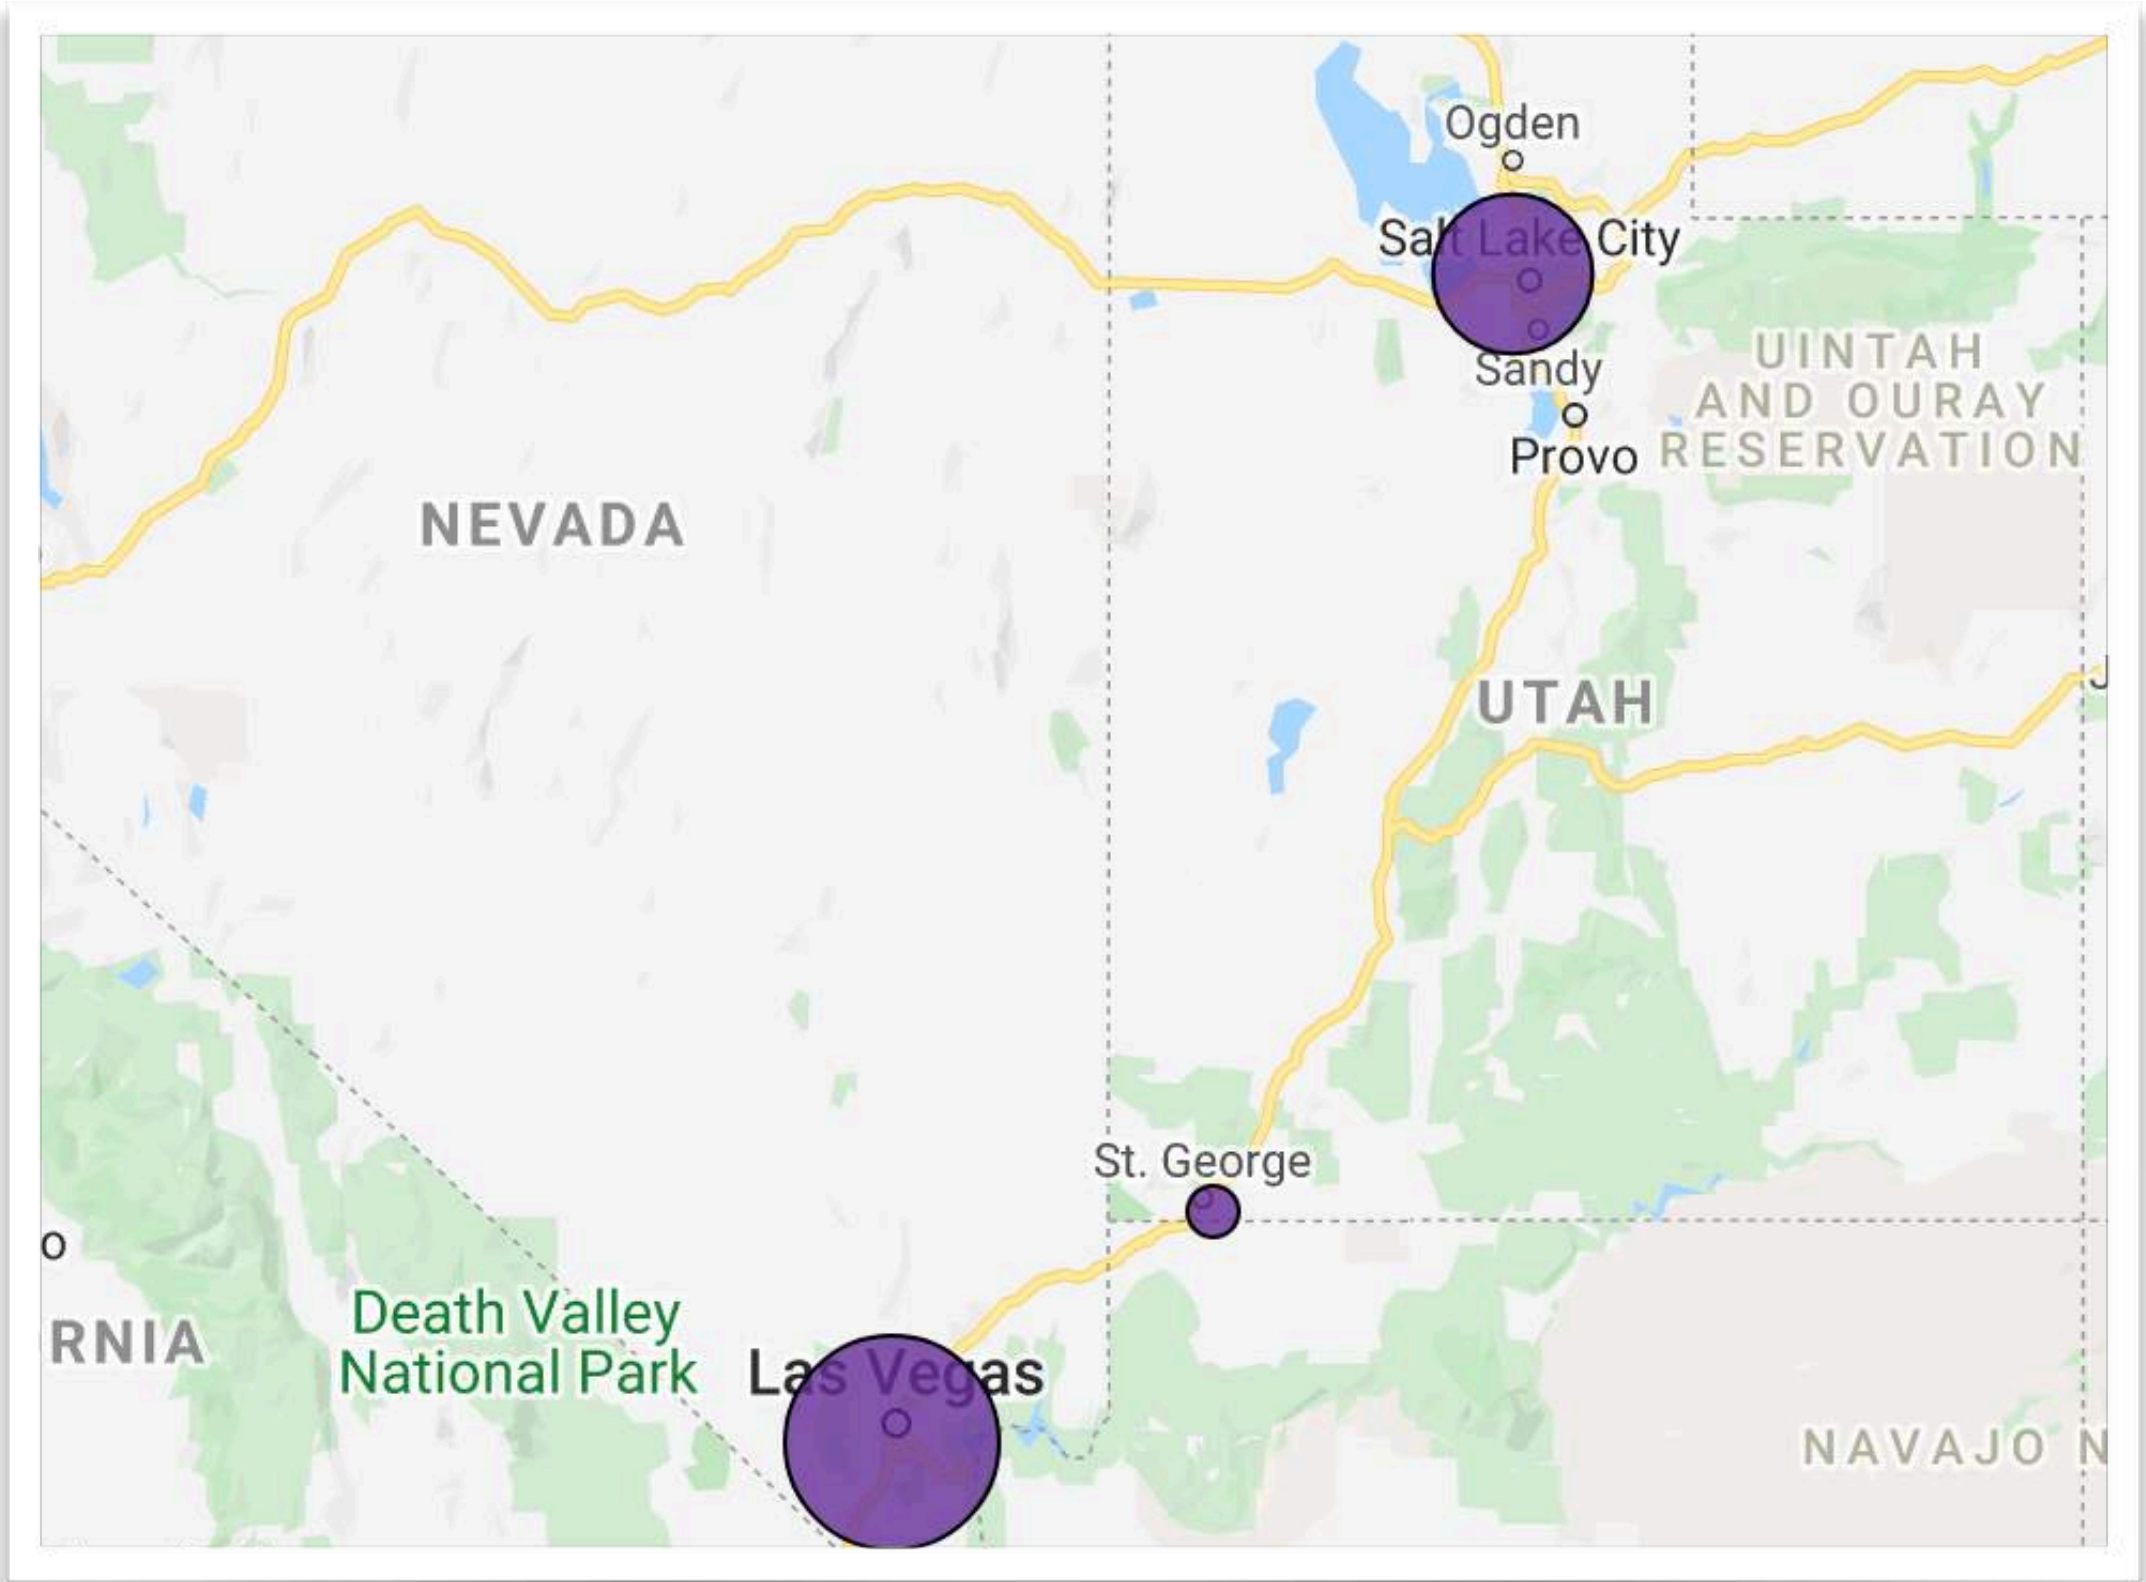 Ogden
Salt Lake City
Sandy
Provo
UINTAH
AND OURAY
RESERVATION
NEVADA
UTAH
J
St. George
o
RNIA
Death Valley
National Park
Las Vegas
NAVAJO N